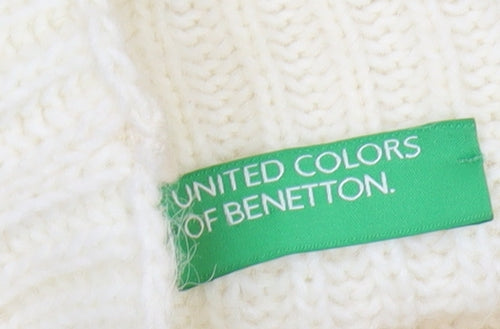 UNITED COLORS
OF BENETTON.